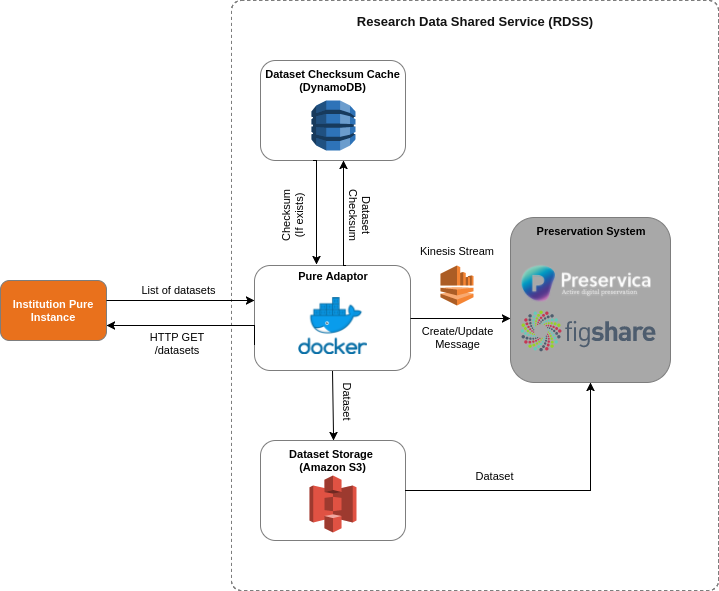 Research Data Shared Service (RDSS)
Dataset Checksum Cache
(DynamoDB)
Checksum
(If exists)
Dataset
Checksum
Kinesis Stream
Preservation System
Preservica
Active digital preservation
figshare
Pure Adaptor
docker
List of datasets
Institution Pure
Instance
HTTP GET
/datasets
Create/Update
Message
Dataset
Dataset Storage
(Amazon S3)
Dataset